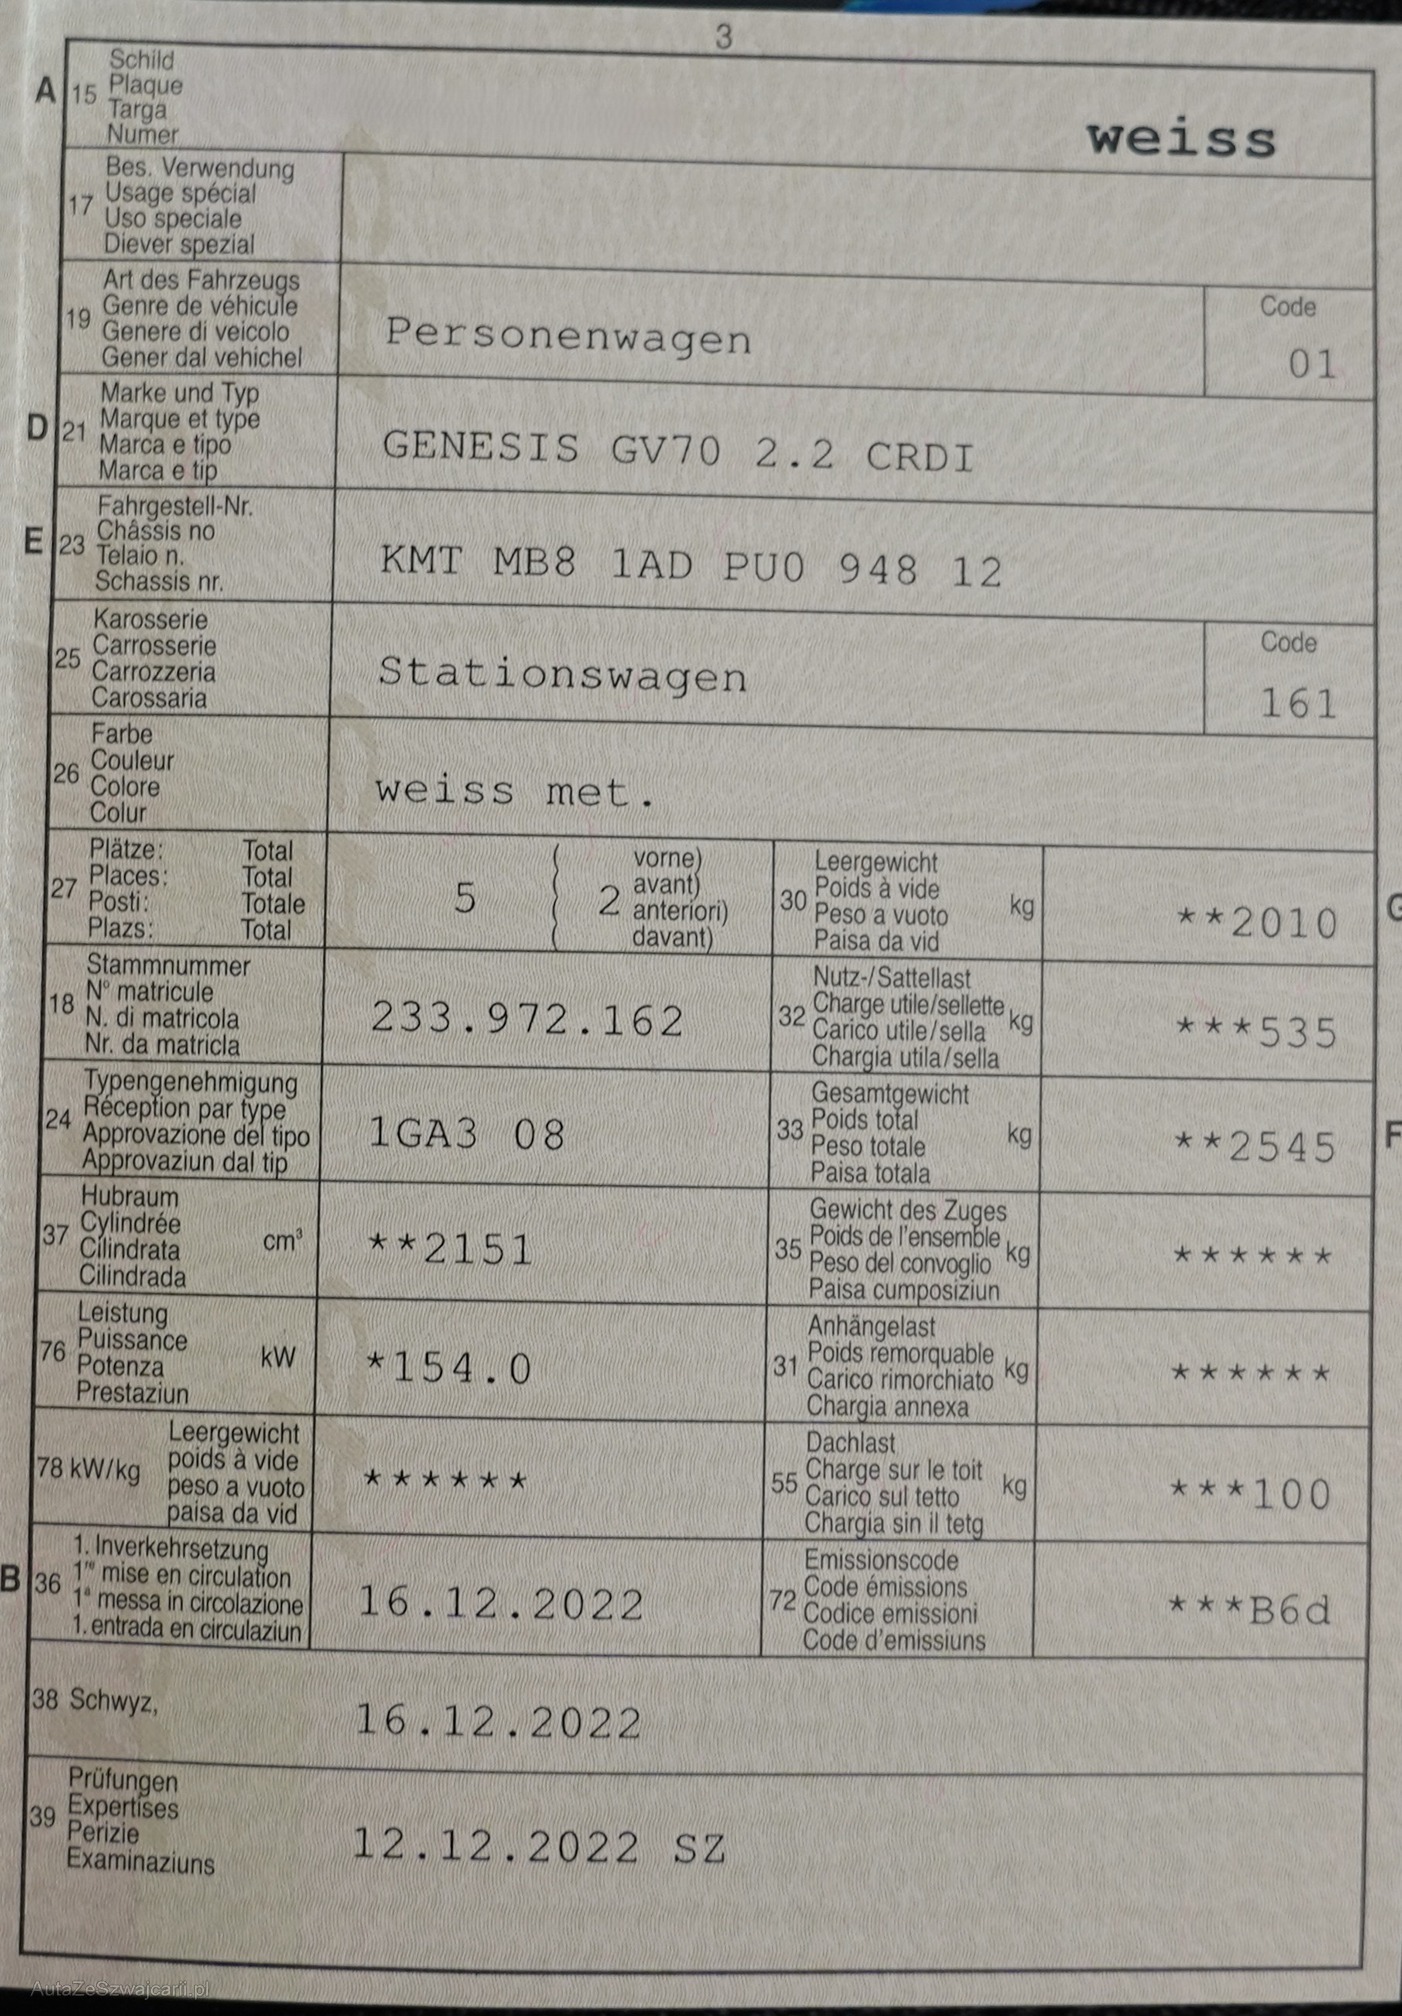 3
A 15 Schild
Plaque
Targa
Numer
weiss
17 Bes. Verwendung
Usage spécial
Uso speciale
Diever spezial
19 Art des Fahrzeugs
Genre de véhicule
Genere di veicolo
Gener dal vehichel
Personenwagen
Code
01
D 21 Marke und Typ
Marque et type
Marca e tipo
Marca e tip
GENESIS GV70 2.2 CRDI
E 23 Fahrgestell-Nr.
Châssis no
Telaio n.
Schassis nr.
KMT MB8 1AD PU0 948 12
25 Karosserie
Carrosserie
Carrozzeria
Carossaria
Stationswagen
Code
161
26 Farbe
Couleur
Colore
Colur
weiss met.
27 Plätze: Total
Places: Total
Posti: Totale
Plazs: Total
5 ( 2 vorne)
avant)
anteriori)
davant)
30 Leergewicht
Poids à vide
Peso a vuoto
Paisa da vid
kg
**2010
G
18 Stammnummer
N° matricule
N. di matricola
Nr. da matricla
233.972.162
32 Nutz-/Sattellast
Charge utile/sellette
Carico utile/sella
Chargia utila/sella
kg
***535
24 Typengenehmigung
Réception par type
Approvazione del tipo
Approvaziun dal tip
1GA3 08
33 Gesamtgewicht
Poids total
Peso totale
Paisa totala
kg
**2545
F
37 Hubraum
Cylindrée
Cilindrata
Cilindrada
cm³
**2151
35 Gewicht des Zuges
Poids de l'ensemble
Peso del convoglio
Paisa cumposiziun
kg
******
76 Leistung
Puissance
Potenza
Prestaziun
kW
*154.0
31 Anhängelast
Poids remorquable
Carico rimorchiato
Chargia annexa
kg
******
78 kW/kg Leergewicht
poids à vide
peso a vuoto
paisa da vid
******
55 Dachlast
Charge sur le toit
Carico sul tetto
Chargia sin il tetg
kg
***100
B 36 1. Inverkehrsetzung
1re mise en circulation
1a messa in circolazione
1. entrada en circulaziun
16.12.2022
72 Emissionscode
Code émissions
Codice emissioni
Code d'emissiuns
***B6d
38 Schwyz,
16.12.2022
39 Prüfungen
Expertises
Perizie
Examinaziuns
12.12.2022 SZ
AutaZeSzwajcarii.pl